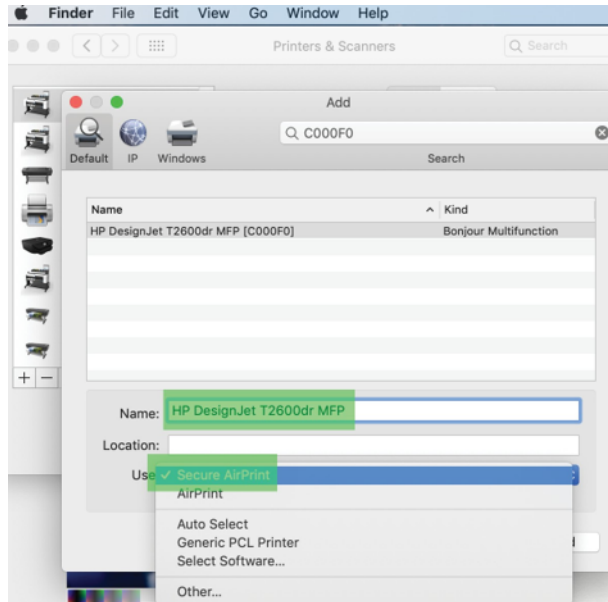 Finder File Edit View Go Window Help
Printers & Scanners Search
Add
C000F0
Default IP Windows Search
Name Kind
HP DesignJet T2600dr MFP [C000F0] Bonjour Multifunction
+ −
Name: HP DesignJet T2600dr MFP
Location:
Use ✓ Secure AirPrint
AirPrint
Auto Select
Generic PCL Printer
Select Software...
Other...